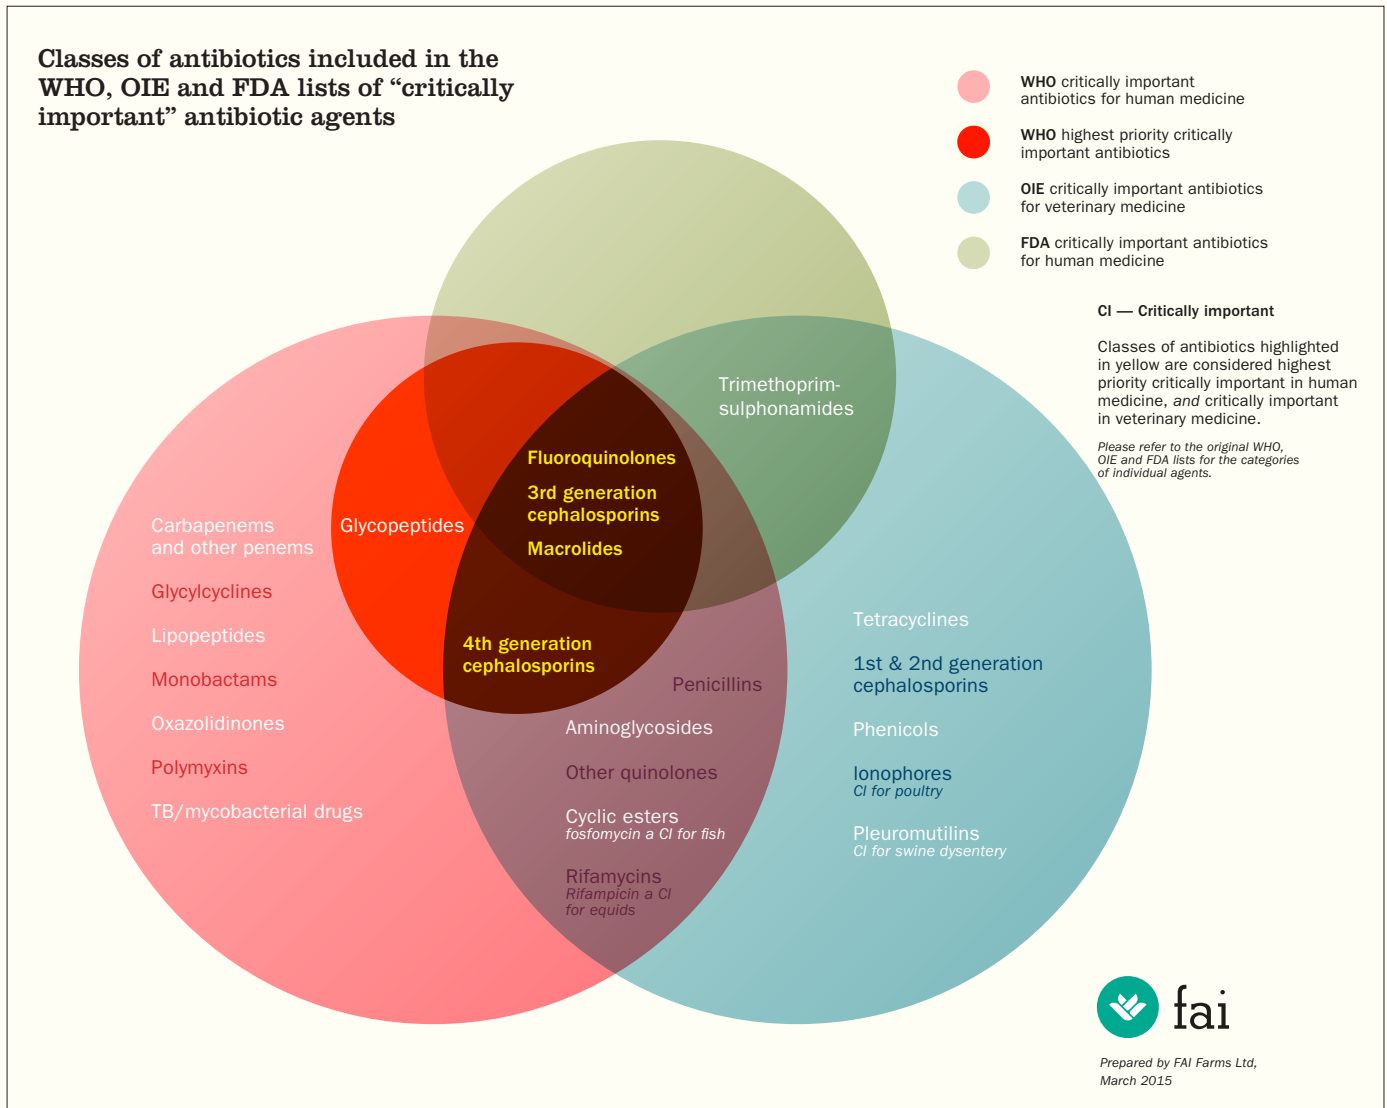 Classes of antibiotics included in the
WHO, OIE and FDA lists of “critically
important” antibiotic agents
WHO critically important
antibiotics for human medicine
WHO highest priority critically
important antibiotics
OIE critically important antibiotics
for veterinary medicine
FDA critically important antibiotics
for human medicine
CI — Critically important
Classes of antibiotics highlighted
in yellow are considered highest
priority critically important in human
medicine, and critically important
in veterinary medicine.
Please refer to the original WHO,
OIE and FDA lists for the categories
of individual agents.
Trimethoprim-
sulphonamides
Fluoroquinolones
3rd generation
cephalosporins
Macrolides
Glycopeptides
4th generation
cephalosporins
Carbapenems
and other penems
Glycylcyclines
Lipopeptides
Monobactams
Oxazolidinones
Polymyxins
TB/mycobacterial drugs
Penicillins
Aminoglycosides
Other quinolones
Cyclic esters
fosfomycin a CI for fish
Rifamycins
Rifampicin a CI
for equids
Tetracyclines
1st & 2nd generation
cephalosporins
Phenicols
Ionophores
CI for poultry
Pleuromutilins
CI for swine dysentery
fai
Prepared by FAI Farms Ltd,
March 2015